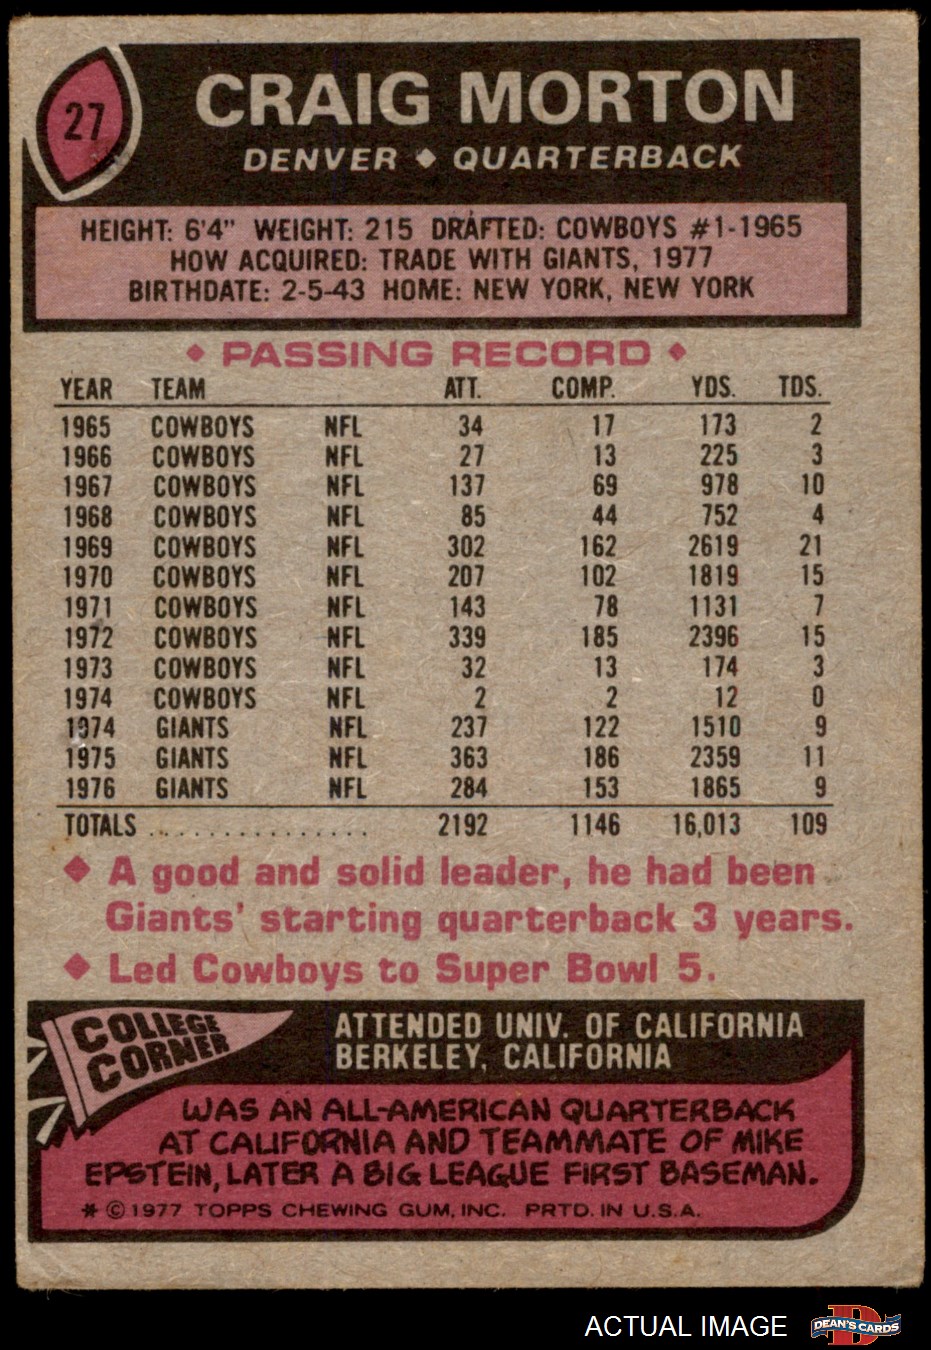 27
CRAIG MORTON
DENVER ◆ QUARTERBACK
HEIGHT: 6'4" WEIGHT: 215 DRAFTED: COWBOYS #1-1965
HOW ACQUIRED: TRADE WITH GIANTS, 1977
BIRTHDATE: 2-5-43 HOME: NEW YORK, NEW YORK
◆ PASSING RECORD ◆
YEAR TEAM ATT. COMP. YDS. TDS.
1965 COWBOYS NFL 34 17 173 2
1966 COWBOYS NFL 27 13 225 3
1967 COWBOYS NFL 137 69 978 10
1968 COWBOYS NFL 85 44 752 4
1969 COWBOYS NFL 302 162 2619 21
1970 COWBOYS NFL 207 102 1819 15
1971 COWBOYS NFL 143 78 1131 7
1972 COWBOYS NFL 339 185 2396 15
1973 COWBOYS NFL 32 13 174 3
1974 COWBOYS NFL 2 2 12 0
1974 GIANTS NFL 237 122 1510 9
1975 GIANTS NFL 363 186 2359 11
1976 GIANTS NFL 284 153 1865 9
TOTALS ............... 2192 1146 16,013 109
◆ A good and solid leader, he had been
Giants' starting quarterback 3 years.
◆ Led Cowboys to Super Bowl 5.
COLLEGE
CORNER
ATTENDED UNIV. OF CALIFORNIA
BERKELEY, CALIFORNIA
WAS AN ALL-AMERICAN QUARTERBACK
AT CALIFORNIA AND TEAMMATE OF MIKE
EPSTEIN, LATER A BIG LEAGUE FIRST BASEMAN.
* © 1977 TOPPS CHEWING GUM, INC. PRTD. IN U.S.A.
ACTUAL IMAGE
D
DEAN'S CARDS